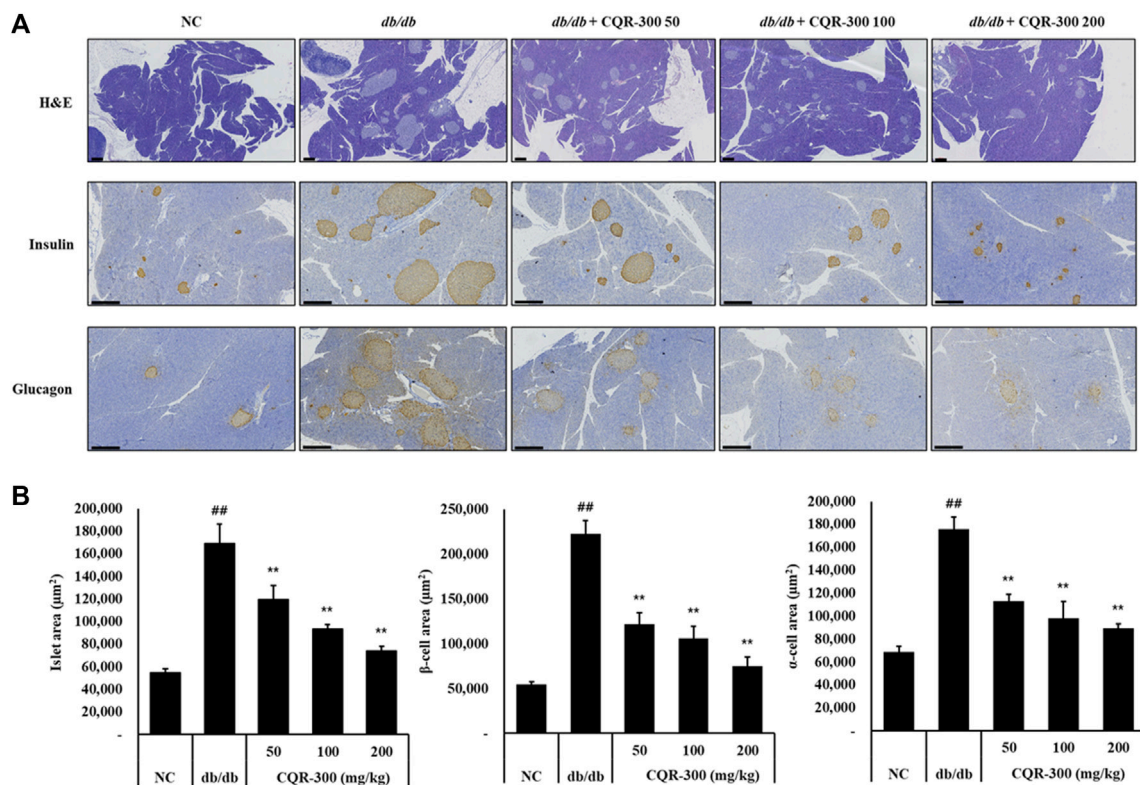 A
NC
db/db
db/db + CQR-300 50
db/db + CQR-300 100
db/db + CQR-300 200
H&E
Insulin
Glucagon
B
200,000
180,000
160,000
140,000
120,000
100,000
80,000
60,000
40,000
20,000
-
Islet area (μm²)
##
**
**
**
50
100
200
NC
db/db
CQR-300 (mg/kg)
250,000
200,000
150,000
100,000
50,000
-
β-cell area (μm²)
##
**
**
**
50
100
200
NC
db/db
CQR-300 (mg/kg)
200,000
180,000
160,000
140,000
120,000
100,000
80,000
60,000
40,000
20,000
-
α-cell area (μm²)
##
**
**
**
50
100
200
NC
db/db
CQR-300 (mg/kg)